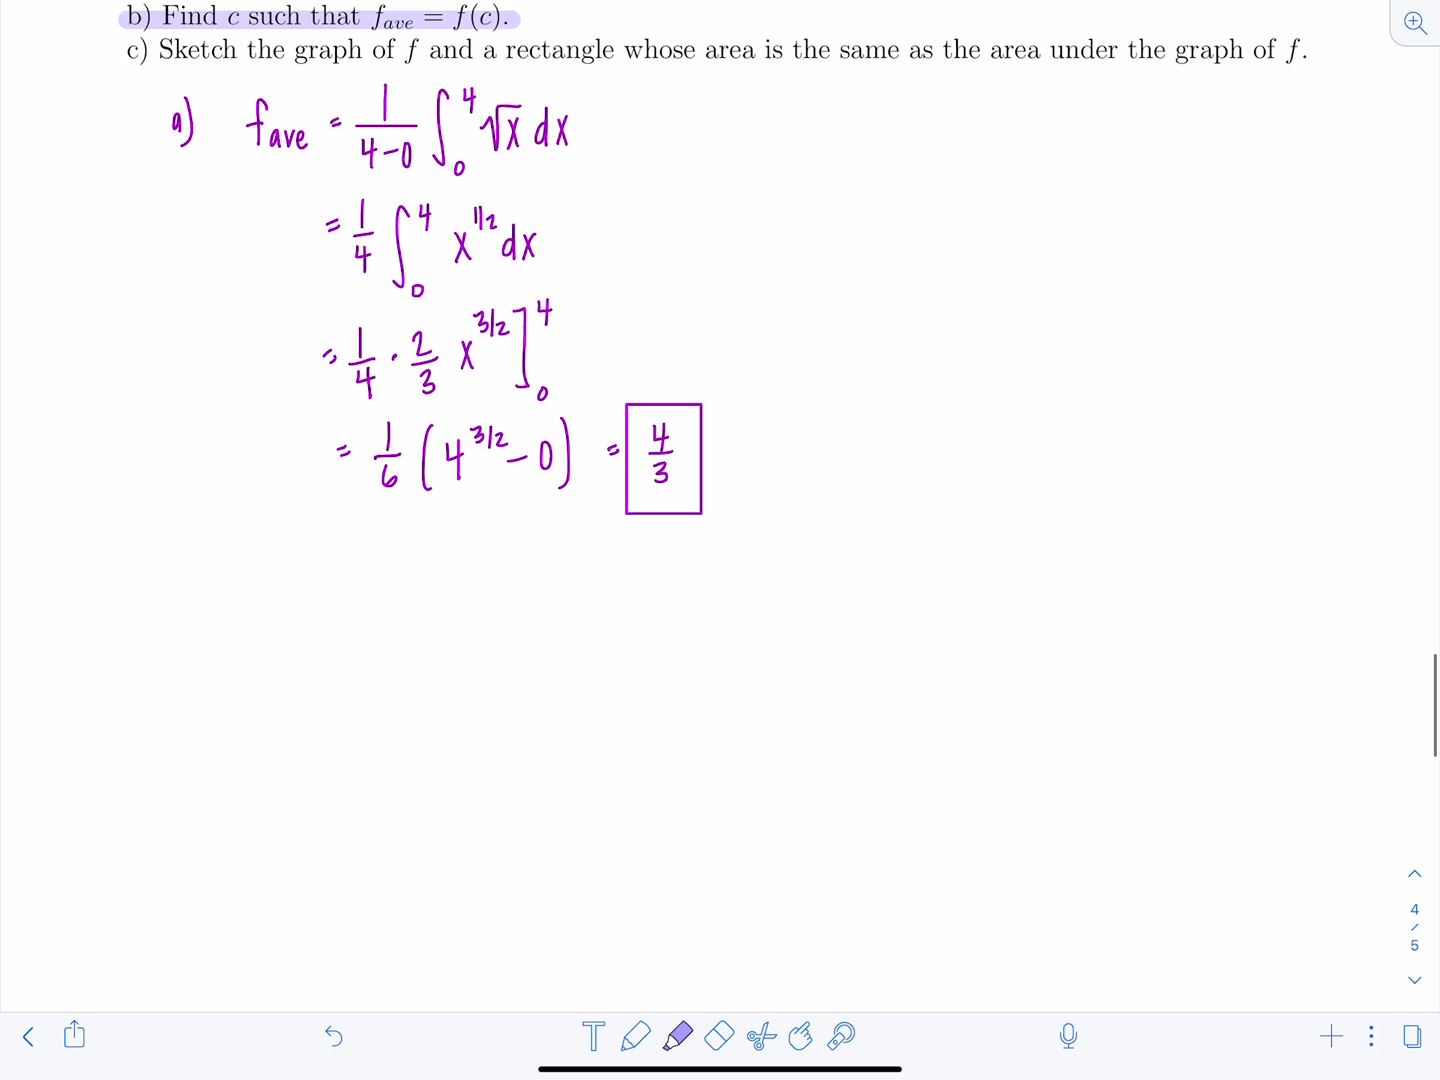 b) Find c such that f_ave = f(c).
c) Sketch the graph of f and a rectangle whose area is the same as the area under the graph of f.
a) f_ave = 1/(4-0) ∫_0^4 √x dx
= 1/4 ∫_0^4 x^{1/2} dx
= 1/4 · 2/3 x^{3/2} ]_0^4
= 1/6 (4^{3/2} - 0) = 4/3
4
/
5
T